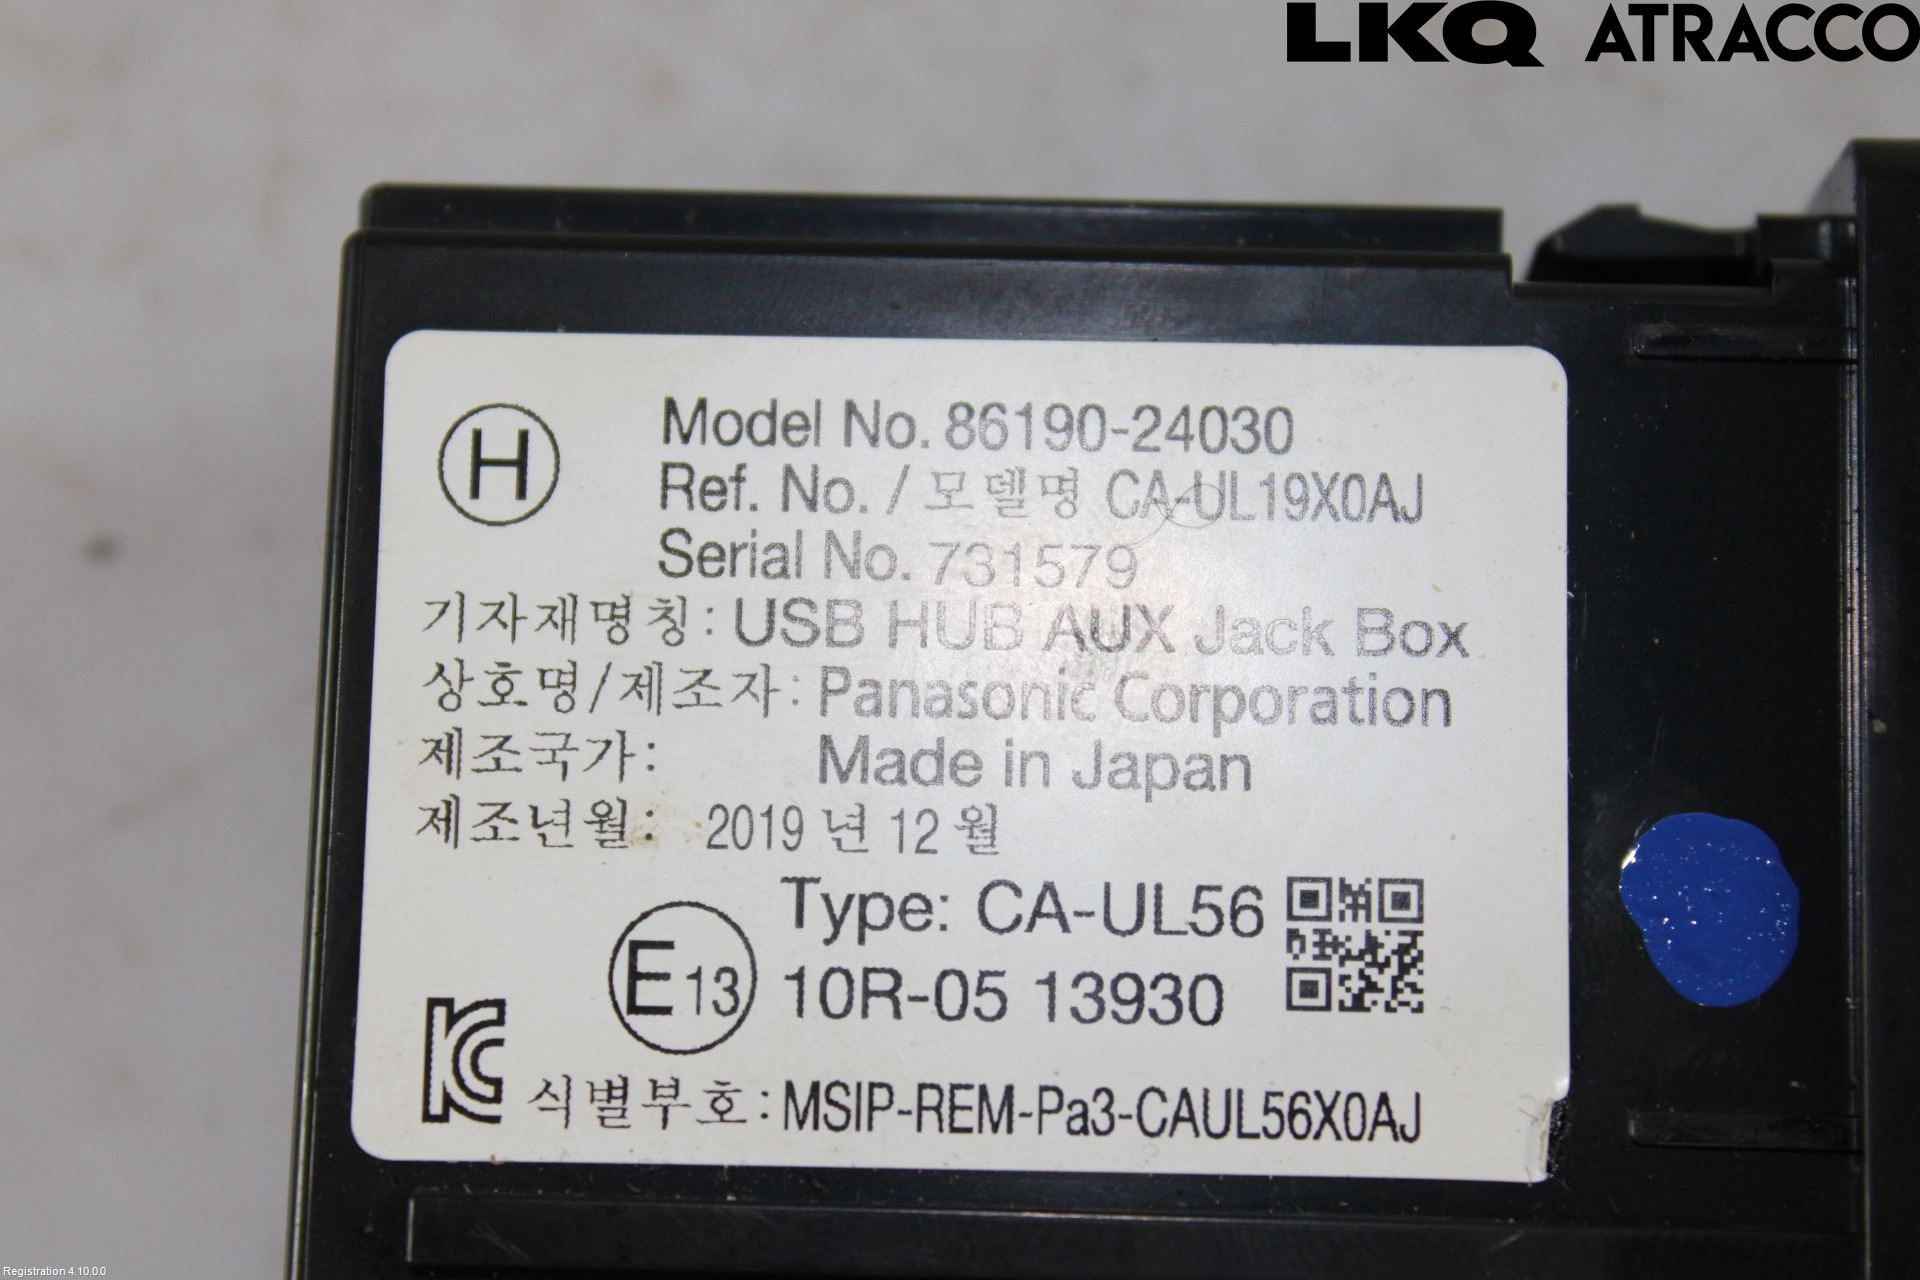 LKQ ATRACCO
H
Model No. 86190-24030
Ref. No. / 모델명 CA-UL19X0AJ
Serial No. 731579
기자재명칭: USB HUB AUX Jack Box
상호명/제조자: Panasonic Corporation
제조국가: Made in Japan
제조년월: 2019 년 12 월
Type: CA-UL56
E13 10R-05 13930
KC 식별부호: MSIP-REM-Pa3-CAUL56X0AJ
Registration 4.10.0.0